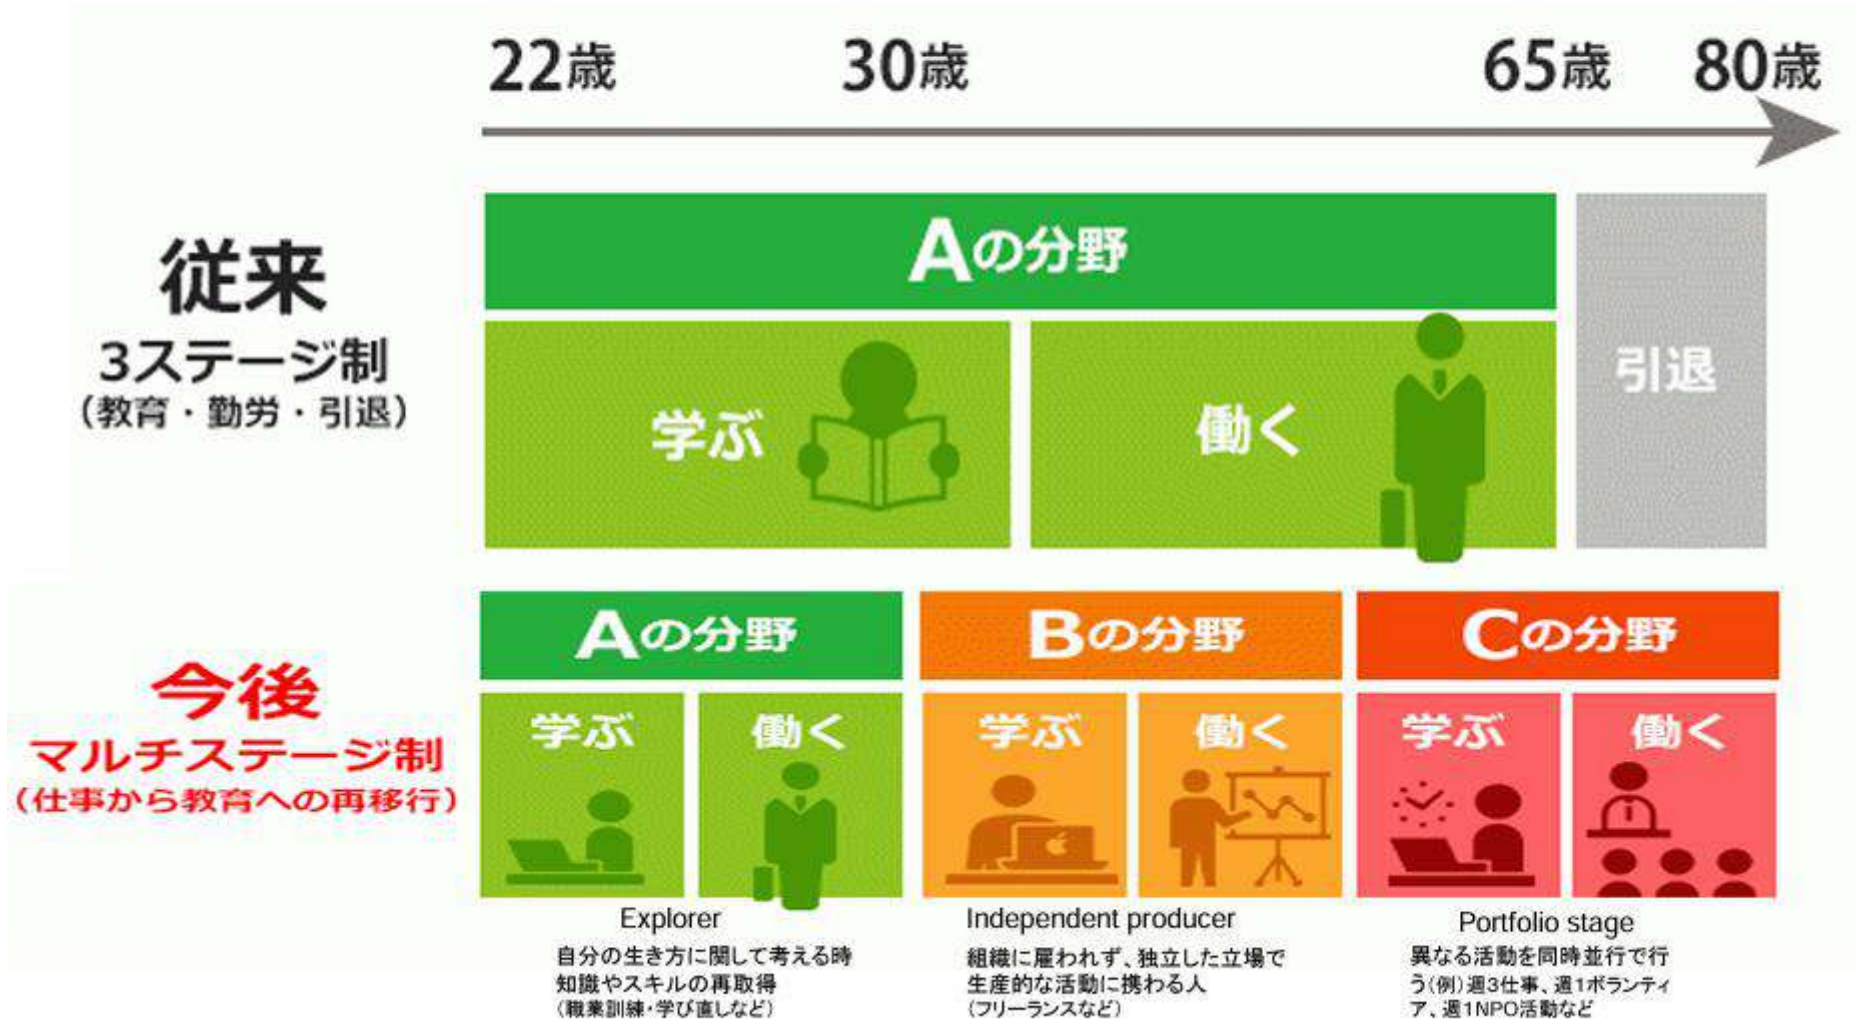 22歳 30歳 65歳 80歳
従来
3ステージ制
（教育・勤労・引退）
Aの分野
学ぶ
働く
引退
今後
マルチステージ制
（仕事から教育への再移行）
Aの分野
学ぶ
働く
Explorer
自分の生き方に関して考える時
知識やスキルの再取得
（職業訓練・学び直しなど）
Bの分野
学ぶ
働く
Independent producer
組織に雇われず、独立した立場で
生産的な活動に携わる人
（フリーランスなど）
Cの分野
学ぶ
働く
Portfolio stage
異なる活動を同時並行で行
う（例）週3仕事、週1ボランティ
ア、週1NPO活動など